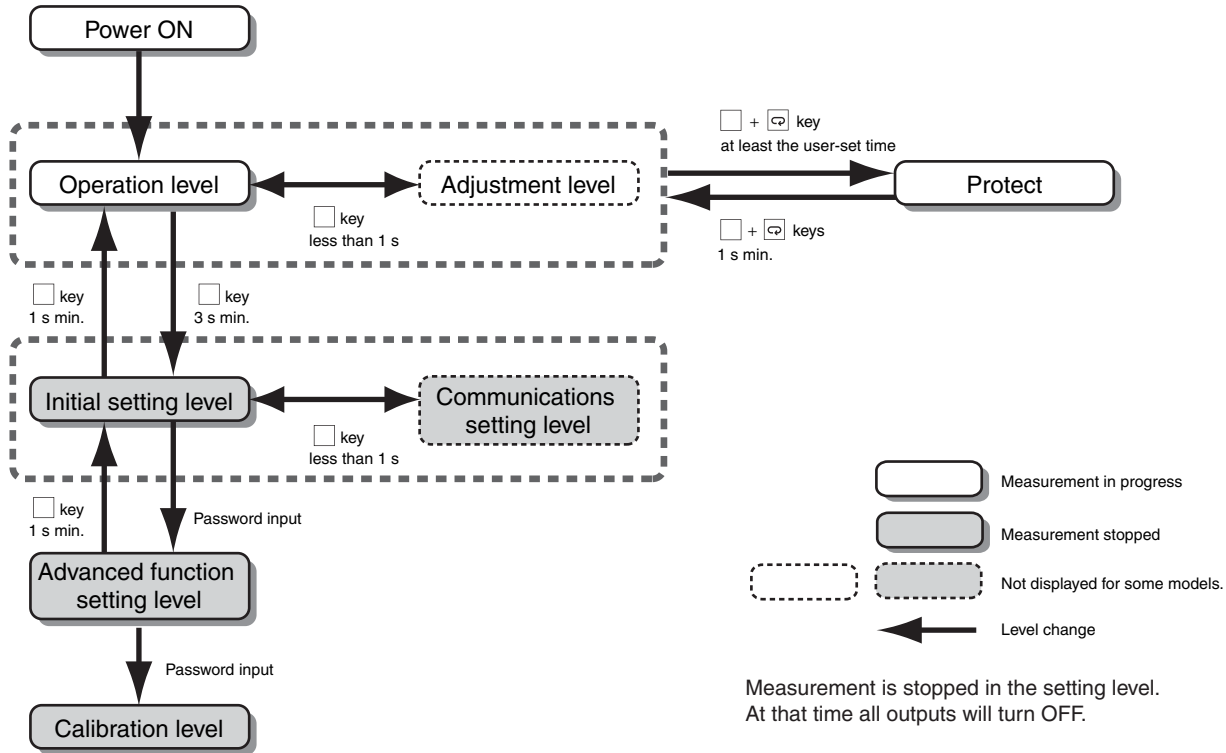 Power ON
+ key
at least the user-set time
Operation level
Adjustment level
Protect
key
less than 1 s
+ keys
1 s min.
key
1 s min.
key
3 s min.
Initial setting level
Communications
setting level
key
less than 1 s
key
1 s min.
Password input
Advanced function
setting level
Password input
Calibration level
Measurement in progress
Measurement stopped
Not displayed for some models.
Level change
Measurement is stopped in the setting level.
At that time all outputs will turn OFF.